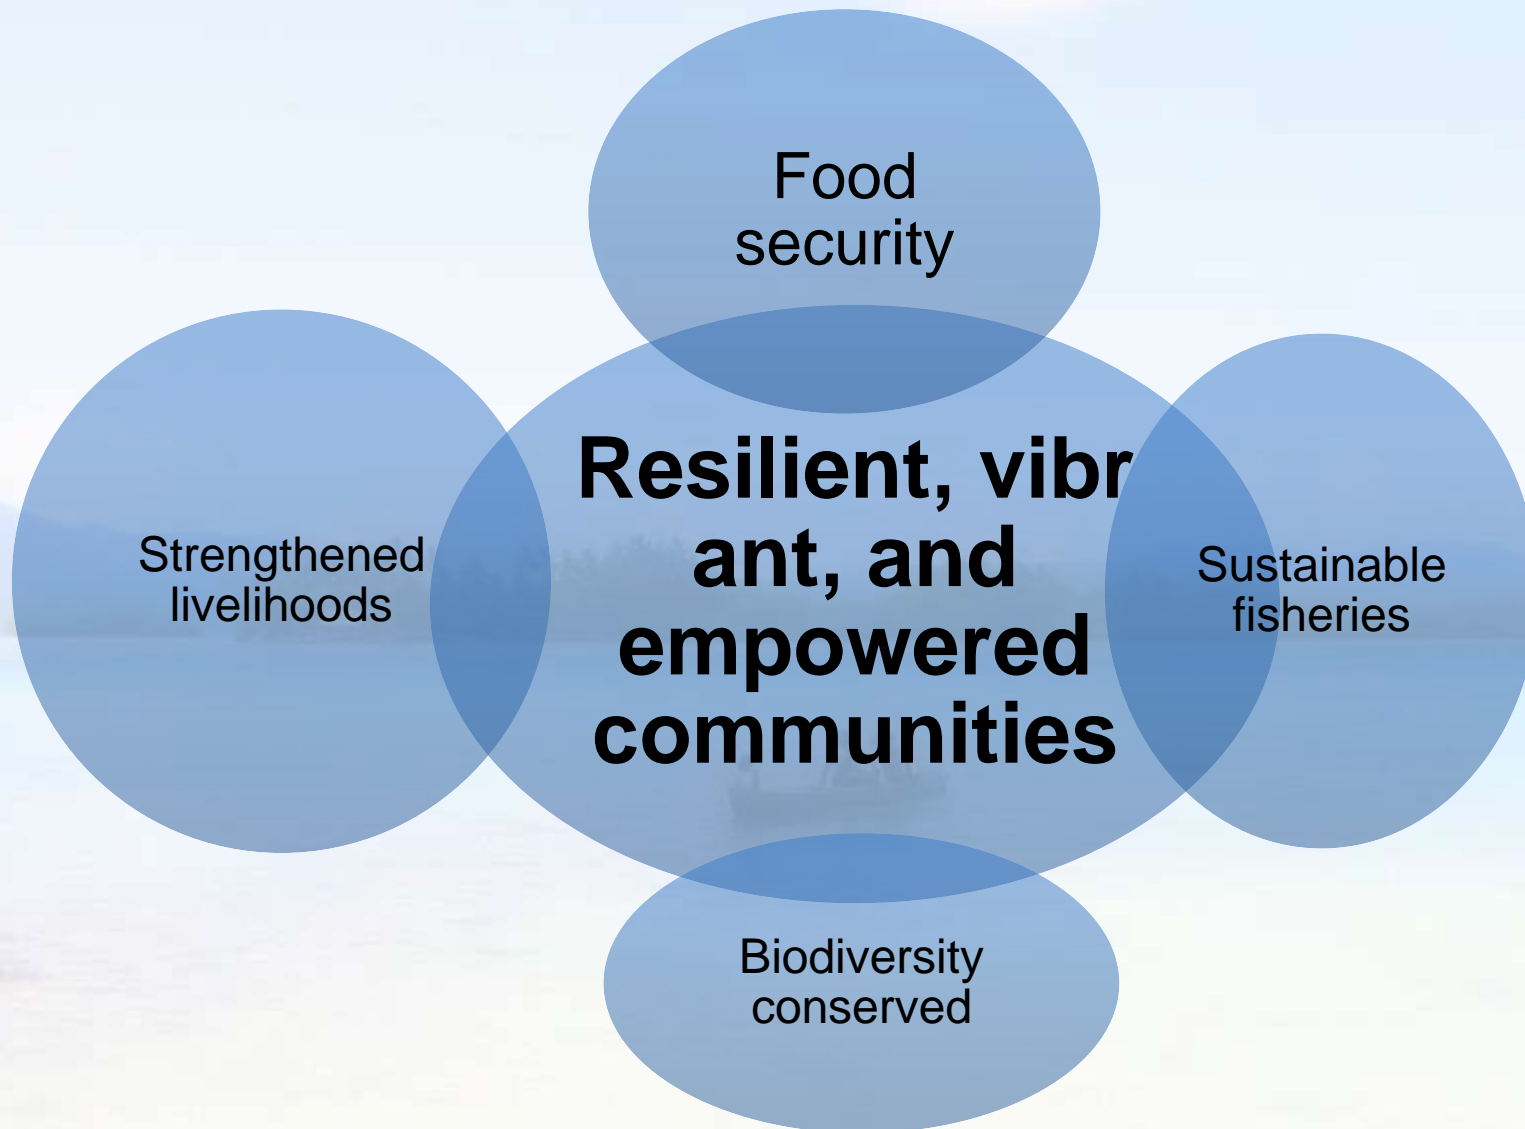 Food
security
Resilient, vibr
ant, and
empowered
communities
Strengthened
livelihoods
Sustainable
fisheries
Biodiversity
conserved